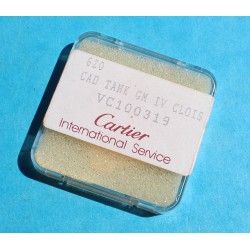 620
CAD TANK GM IV CLOIS
VC100319
Cartier
International Service